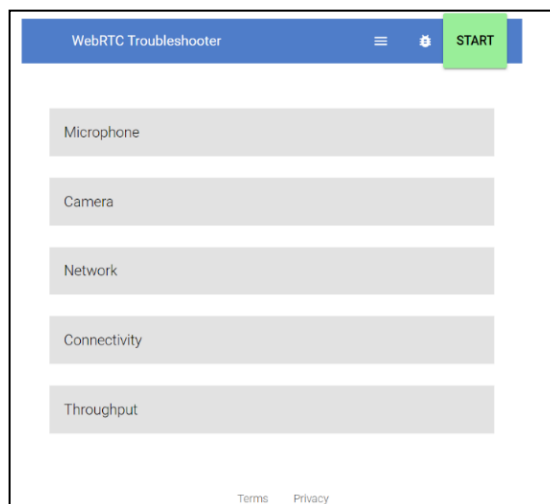 WebRTC Troubleshooter START
Microphone
Camera
Network
Connectivity
Throughput
Terms Privacy